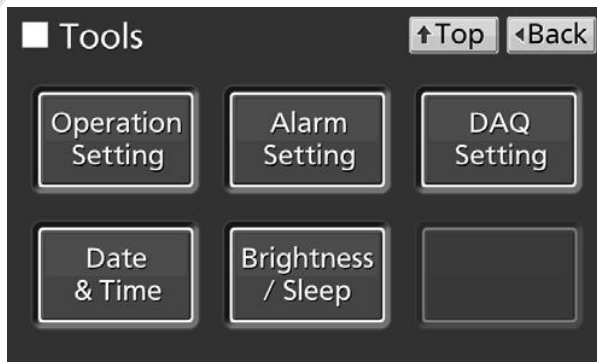 Tools
Top
Back
Operation
Setting
Alarm
Setting
DAQ
Setting
Date
& Time
Brightness
/ Sleep